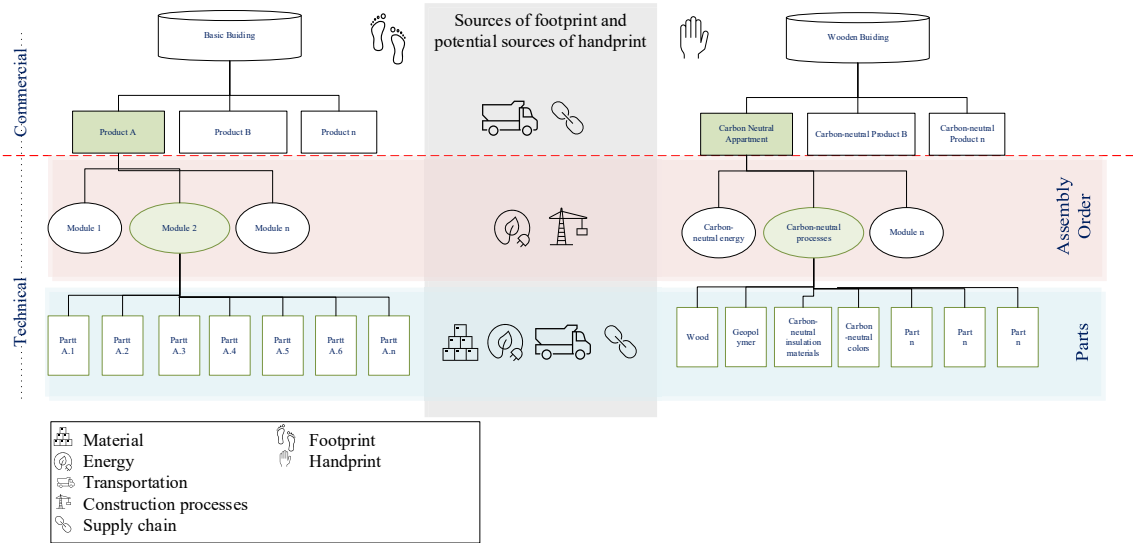 Commercial
Technical
Basic Buiding
Sources of footprint and
potential sources of handprint
Wooden Buiding
Product A
Product B
Product n
Carbon Neutral
Appartment
Carbon-neutral Product B
Carbon-neutral
Product n
Module 1
Module 2
Module n
Carbon-
neutral energy
Carbon-neutral
processes
Module n
Assembly
Order
Partt
A.1
Partt
A.2
Partt
A.3
Partt
A.4
Partt
A.5
Partt
A.6
Partt
A.n
Wood
Geopol
ymer
Carbon-
neutral
insulation
materials
Carbon
-neutral
colors
Part
n
Part
n
Part
n
Parts
Material
Energy
Transportation
Construction processes
Supply chain
Footprint
Handprint